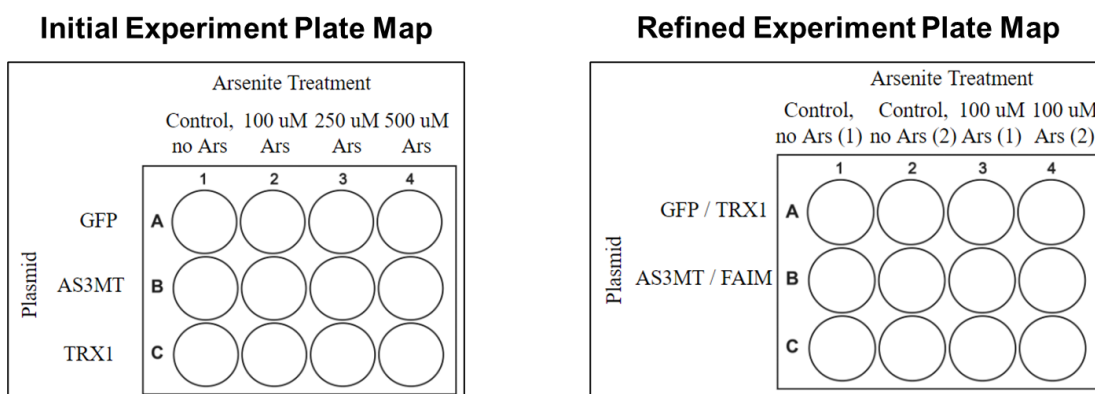 Initial Experiment Plate Map
Arsenite Treatment
Control, 100 uM 250 uM 500 uM
no Ars Ars Ars Ars
1 2 3 4
GFP A
AS3MT B
TRX1 C
Plasmid
Refined Experiment Plate Map
Arsenite Treatment
Control, Control, 100 uM 100 uM
no Ars (1) no Ars (2) Ars (1) Ars (2)
1 2 3 4
GFP / TRX1 A
AS3MT / FAIM B
C
Plasmid